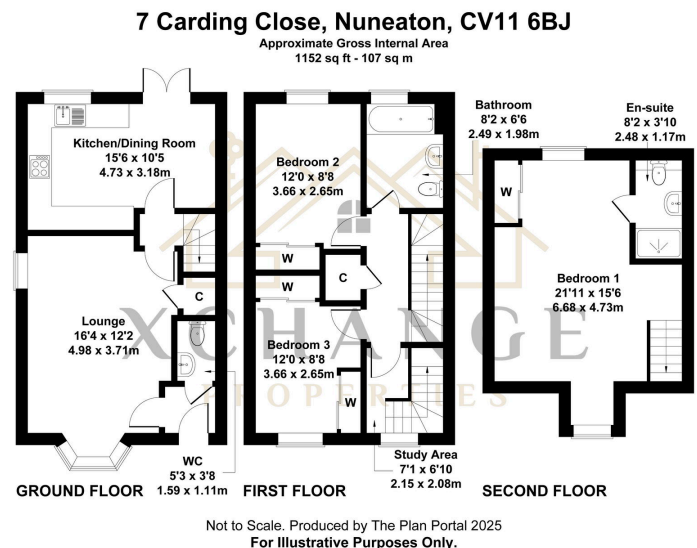 7 Carding Close, Nuneaton, CV11 6BJ
Approximate Gross Internal Area
1152 sq ft - 107 sq m
Kitchen/Dining Room
15'6 x 10'5
4.73 x 3.18m
Lounge
16'4 x 12'2
4.98 x 3.71m
C
WC
5'3 x 3'8
1.59 x 1.11m
GROUND FLOOR
Bedroom 2
12'0 x 8'8
3.66 x 2.65m
W
W
C
Bedroom 3
12'0 x 8'8
3.66 x 2.65m
W
Bathroom
8'2 x 6'6
2.49 x 1.98m
Study Area
7'1 x 6'10
2.15 x 2.08m
FIRST FLOOR
En-suite
8'2 x 3'10
2.48 x 1.17m
W
Bedroom 1
21'11 x 15'6
6.68 x 4.73m
SECOND FLOOR
XCHANGE
PROPERTIES
Not to Scale. Produced by The Plan Portal 2025
For Illustrative Purposes Only.